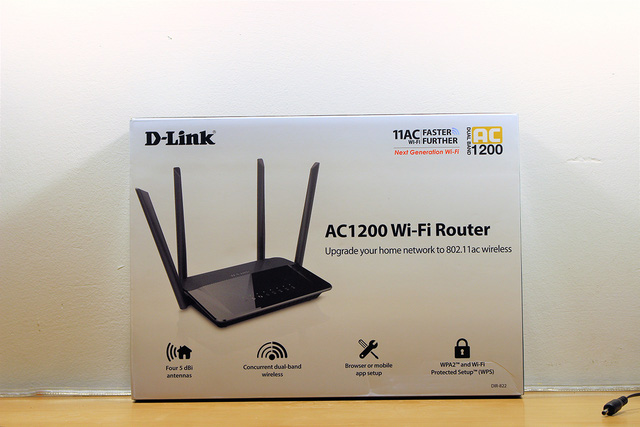 D-Link
11AC FASTER
Wi-Fi FURTHER
Next Generation Wi-Fi
DUAL BAND
AC
1200
AC1200 Wi-Fi Router
Upgrade your home network to 802.11ac wireless
Four 5 dBi
antennas
Concurrent dual-band
wireless
Browser or mobile
app setup
WPA2™ and Wi-Fi
Protected Setup™ (WPS)
DIR-822